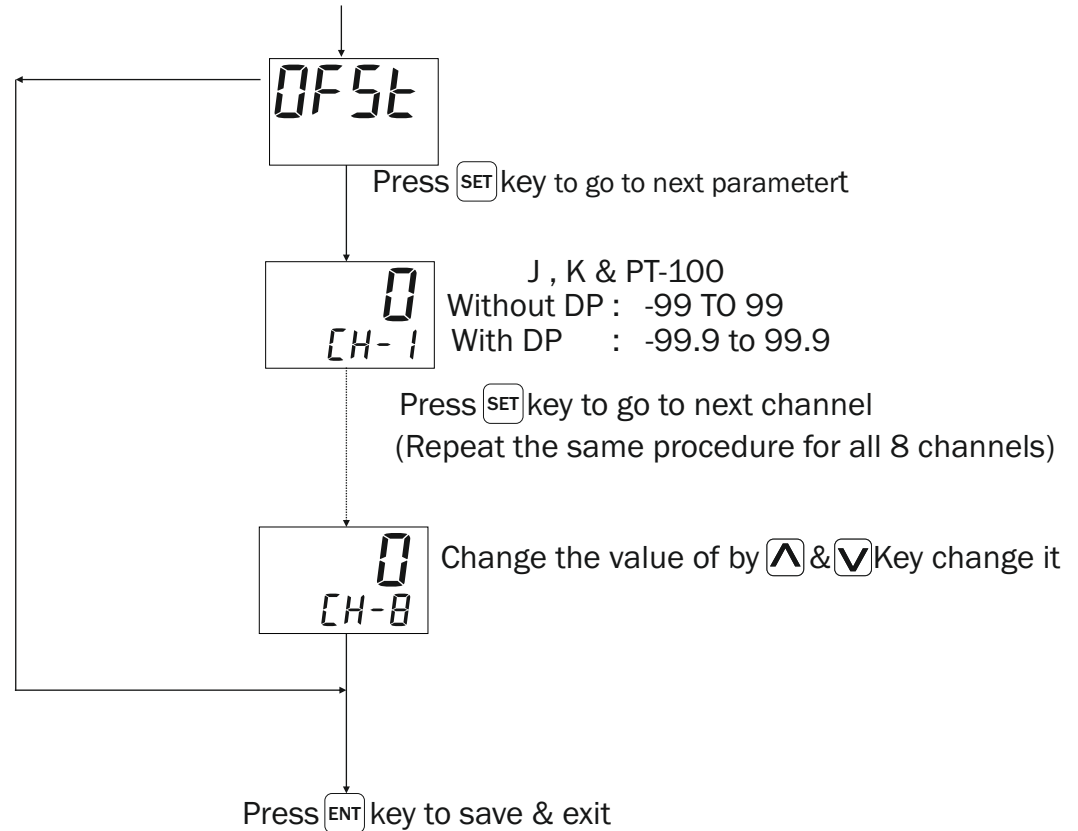 OFSt
Press SET key to go to next parametert
0
CH-1
J , K & PT-100
Without DP : -99 TO 99
With DP : -99.9 to 99.9
Press SET key to go to next channel
(Repeat the same procedure for all 8 channels)
0
CH-8
Change the value of by ∧ & ∨ Key change it
Press ENT key to save & exit